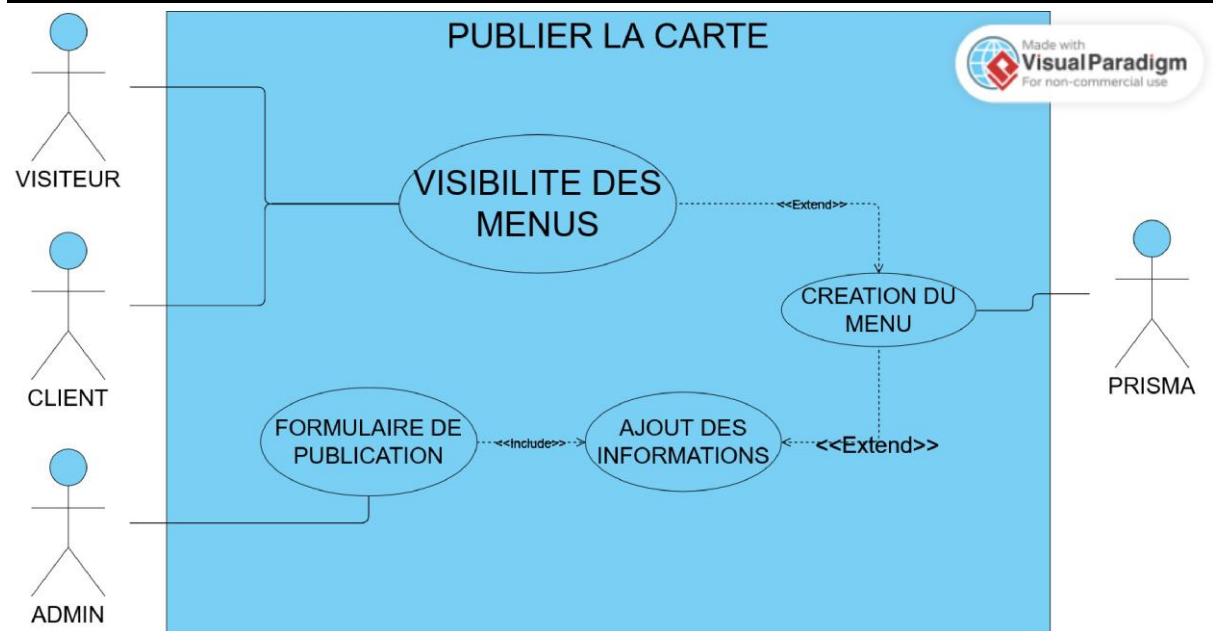 PUBLIER LA CARTE
Made with
Visual Paradigm
For non-commercial use
VISITEUR
VISIBILITE DES
MENUS
<<Extend>>
CREATION DU
MENU
CLIENT
PRISMA
FORMULAIRE DE
PUBLICATION
<<Include>>
AJOUT DES
INFORMATIONS
<<Extend>>
ADMIN